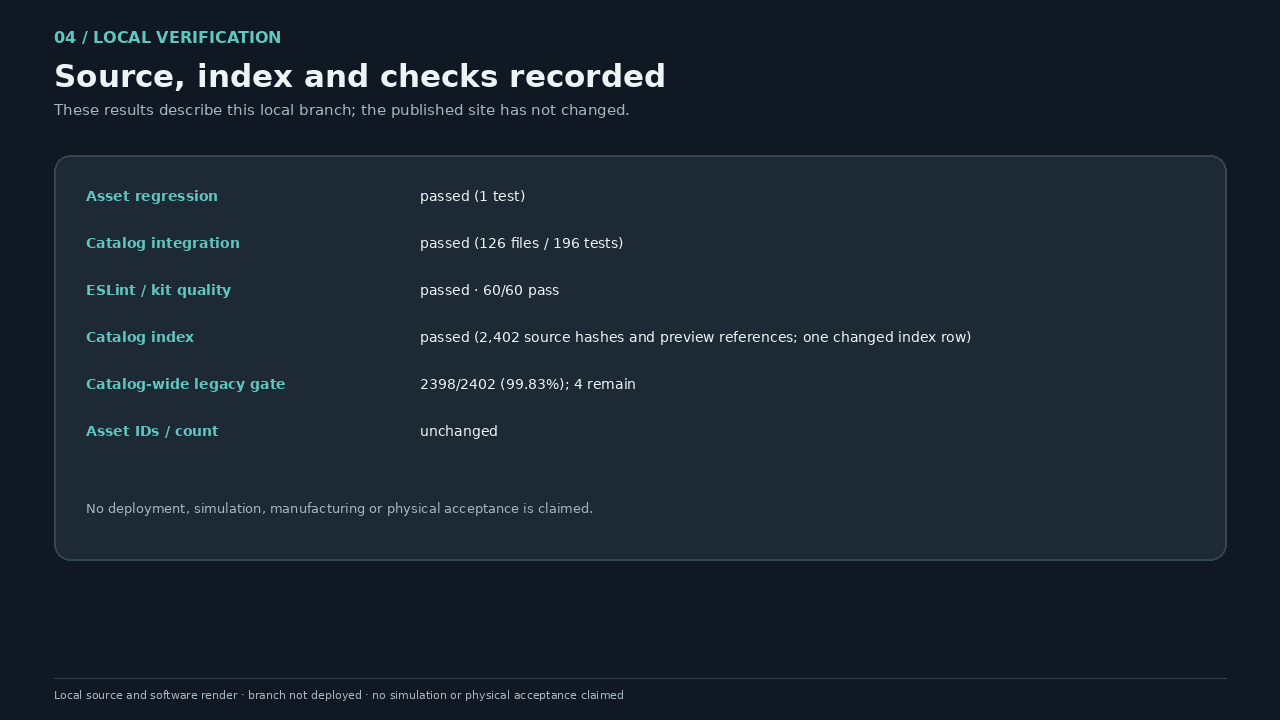 04 / LOCAL VERIFICATION
Source, index and checks recorded
These results describe this local branch; the published site has not changed.
Asset regression passed (1 test)
Catalog integration passed (126 files / 196 tests)
ESLint / kit quality passed · 60/60 pass
Catalog index passed (2,402 source hashes and preview references; one changed index row)
Catalog-wide legacy gate 2398/2402 (99.83%); 4 remain
Asset IDs / count unchanged
No deployment, simulation, manufacturing or physical acceptance is claimed.
Local source and software render · branch not deployed · no simulation or physical acceptance claimed